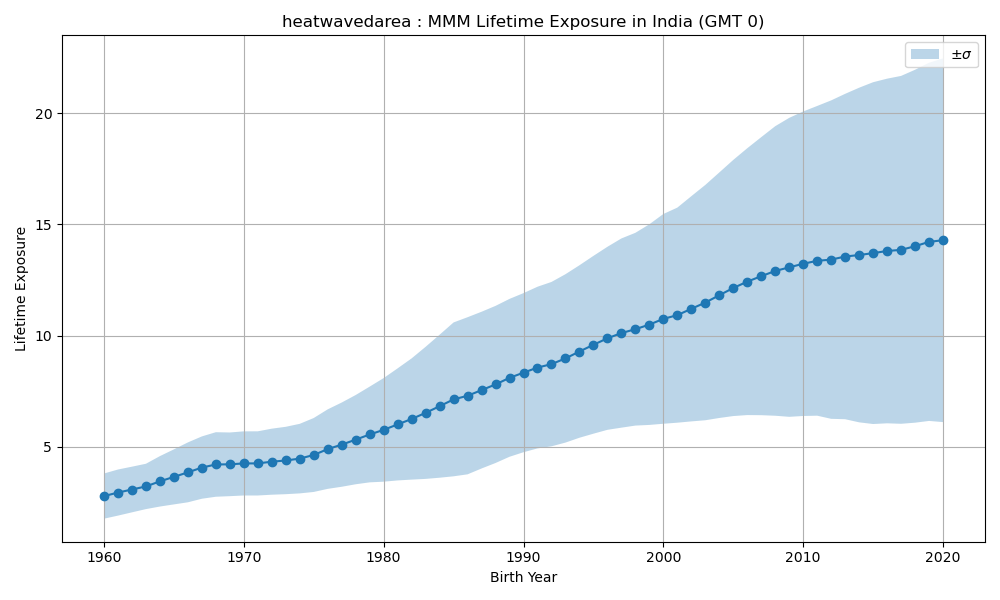 heatwavedarea : MMM Lifetime Exposure in India (GMT 0)
±σ
Lifetime Exposure
20
15
10
5
1960 1970 1980 1990 2000 2010 2020
Birth Year